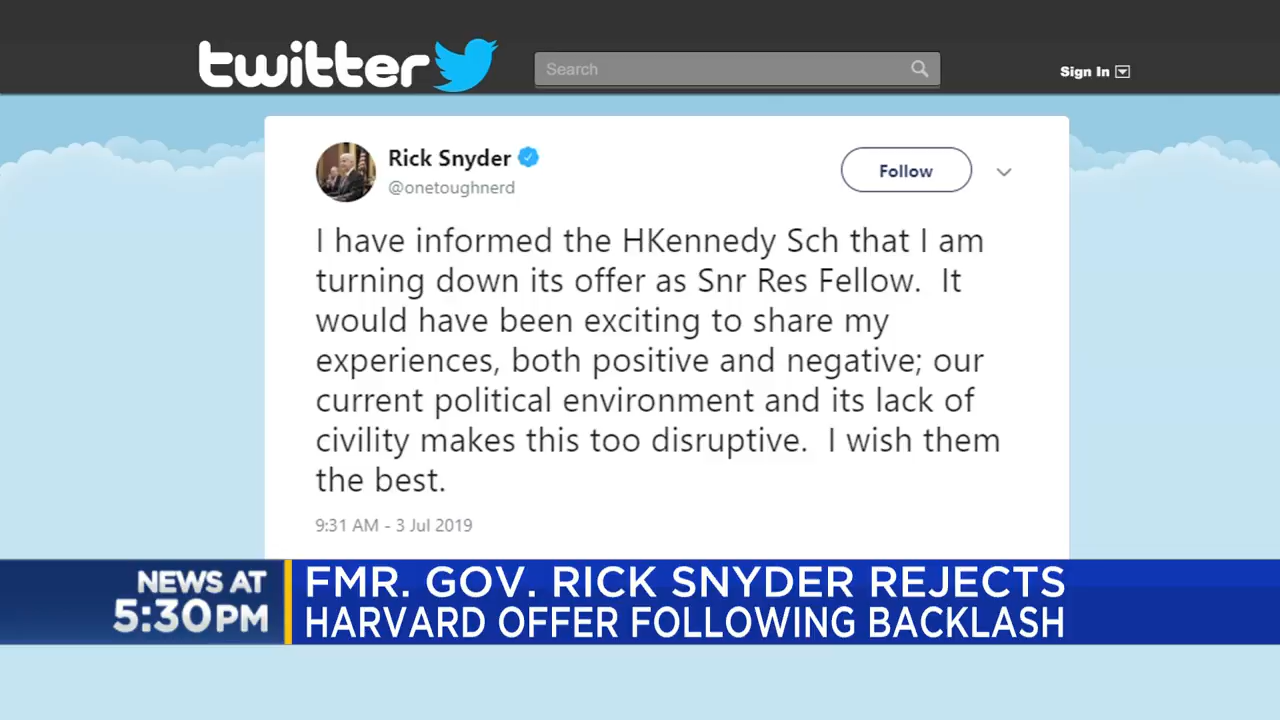 twitter
Search
Sign In
Rick Snyder
@onetoughnerd
Follow
I have informed the HKennedy Sch that I am
turning down its offer as Snr Res Fellow.  It
would have been exciting to share my
experiences, both positive and negative; our
current political environment and its lack of
civility makes this too disruptive.  I wish them
the best.
9:31 AM - 3 Jul 2019
NEWS AT
5:30PM
FMR. GOV. RICK SNYDER REJECTS
HARVARD OFFER FOLLOWING BACKLASH